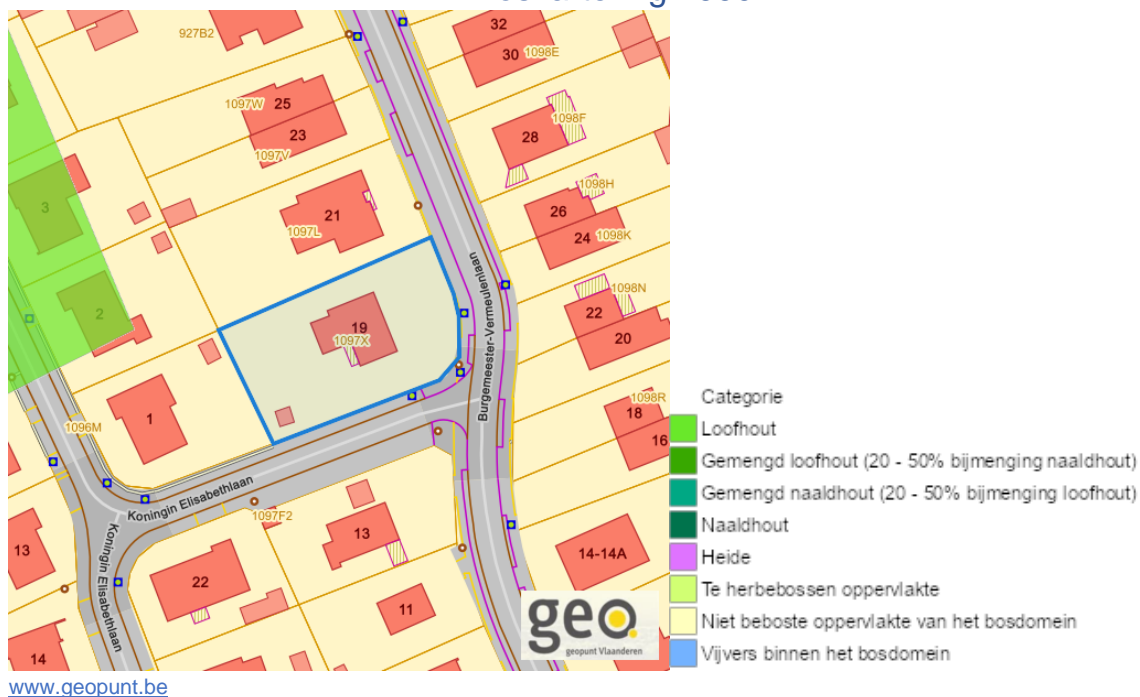 32
30
1098E
927B2
1097W
25
23
1097V
28
1098F
1098H
26
24
1098K
3
21
1097L
Burgemeester-Vermeulenlaan
1098N
22
20
2
19
1097X
1
1096M
1098R
18
16
Koningin Elisabethlaan
1097F2
13
13
14-14A
Koningin Elisabethlaan
22
11
14
geo
geopunt Vlaanderen
Categorie
Loofhout
Gemengd loofhout (20 - 50% bijmenging naaldhout)
Gemengd naaldhout (20 - 50% bijmenging loofhout)
Naaldhout
Heide
Te herbebossen oppervlakte
Niet beboste oppervlakte van het bosdomein
Vijvers binnen het bosdomein
www.geopunt.be